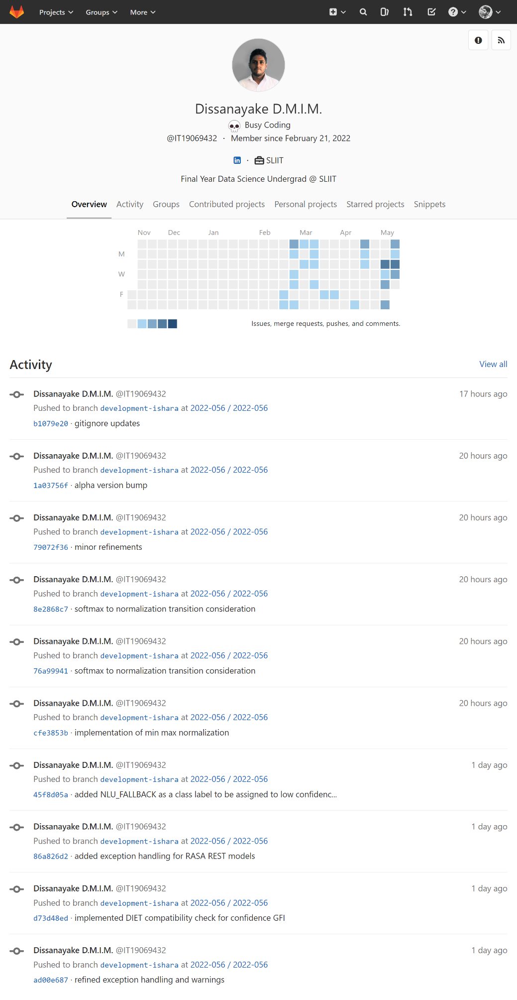 Projects Groups More
Dissanayake D.M.I.M.
Busy Coding
@IT19069432 · Member since February 21, 2022
in · SLIIT
Final Year Data Science Undergrad @ SLIIT
Overview Activity Groups Contributed projects Personal projects Starred projects Snippets
Nov Dec Jan Feb Mar Apr May
M
W
F
Issues, merge requests, pushes, and comments.
Activity View all
Dissanayake D.M.I.M. @IT19069432 17 hours ago
Pushed to branch development-ishara at 2022-056 / 2022-056
b1079e20 · gitignore updates
Dissanayake D.M.I.M. @IT19069432 20 hours ago
Pushed to branch development-ishara at 2022-056 / 2022-056
1a03756f · alpha version bump
Dissanayake D.M.I.M. @IT19069432 20 hours ago
Pushed to branch development-ishara at 2022-056 / 2022-056
79072f36 · minor refinements
Dissanayake D.M.I.M. @IT19069432 20 hours ago
Pushed to branch development-ishara at 2022-056 / 2022-056
8e2868c7 · softmax to normalization transition consideration
Dissanayake D.M.I.M. @IT19069432 20 hours ago
Pushed to branch development-ishara at 2022-056 / 2022-056
76a99941 · softmax to normalization transition consideration
Dissanayake D.M.I.M. @IT19069432 20 hours ago
Pushed to branch development-ishara at 2022-056 / 2022-056
cfe3853b · implementation of min max normalization
Dissanayake D.M.I.M. @IT19069432 1 day ago
Pushed to branch development-ishara at 2022-056 / 2022-056
45f8d05a · added NLU_FALLBACK as a class label to be assigned to low confidenc...
Dissanayake D.M.I.M. @IT19069432 1 day ago
Pushed to branch development-ishara at 2022-056 / 2022-056
86a826d2 · added exception handling for RASA REST models
Dissanayake D.M.I.M. @IT19069432 1 day ago
Pushed to branch development-ishara at 2022-056 / 2022-056
d73d48ed · implemented DIET compatibility check for confidence GFI
Dissanayake D.M.I.M. @IT19069432 1 day ago
Pushed to branch development-ishara at 2022-056 / 2022-056
ad00e687 · refined exception handling and warnings